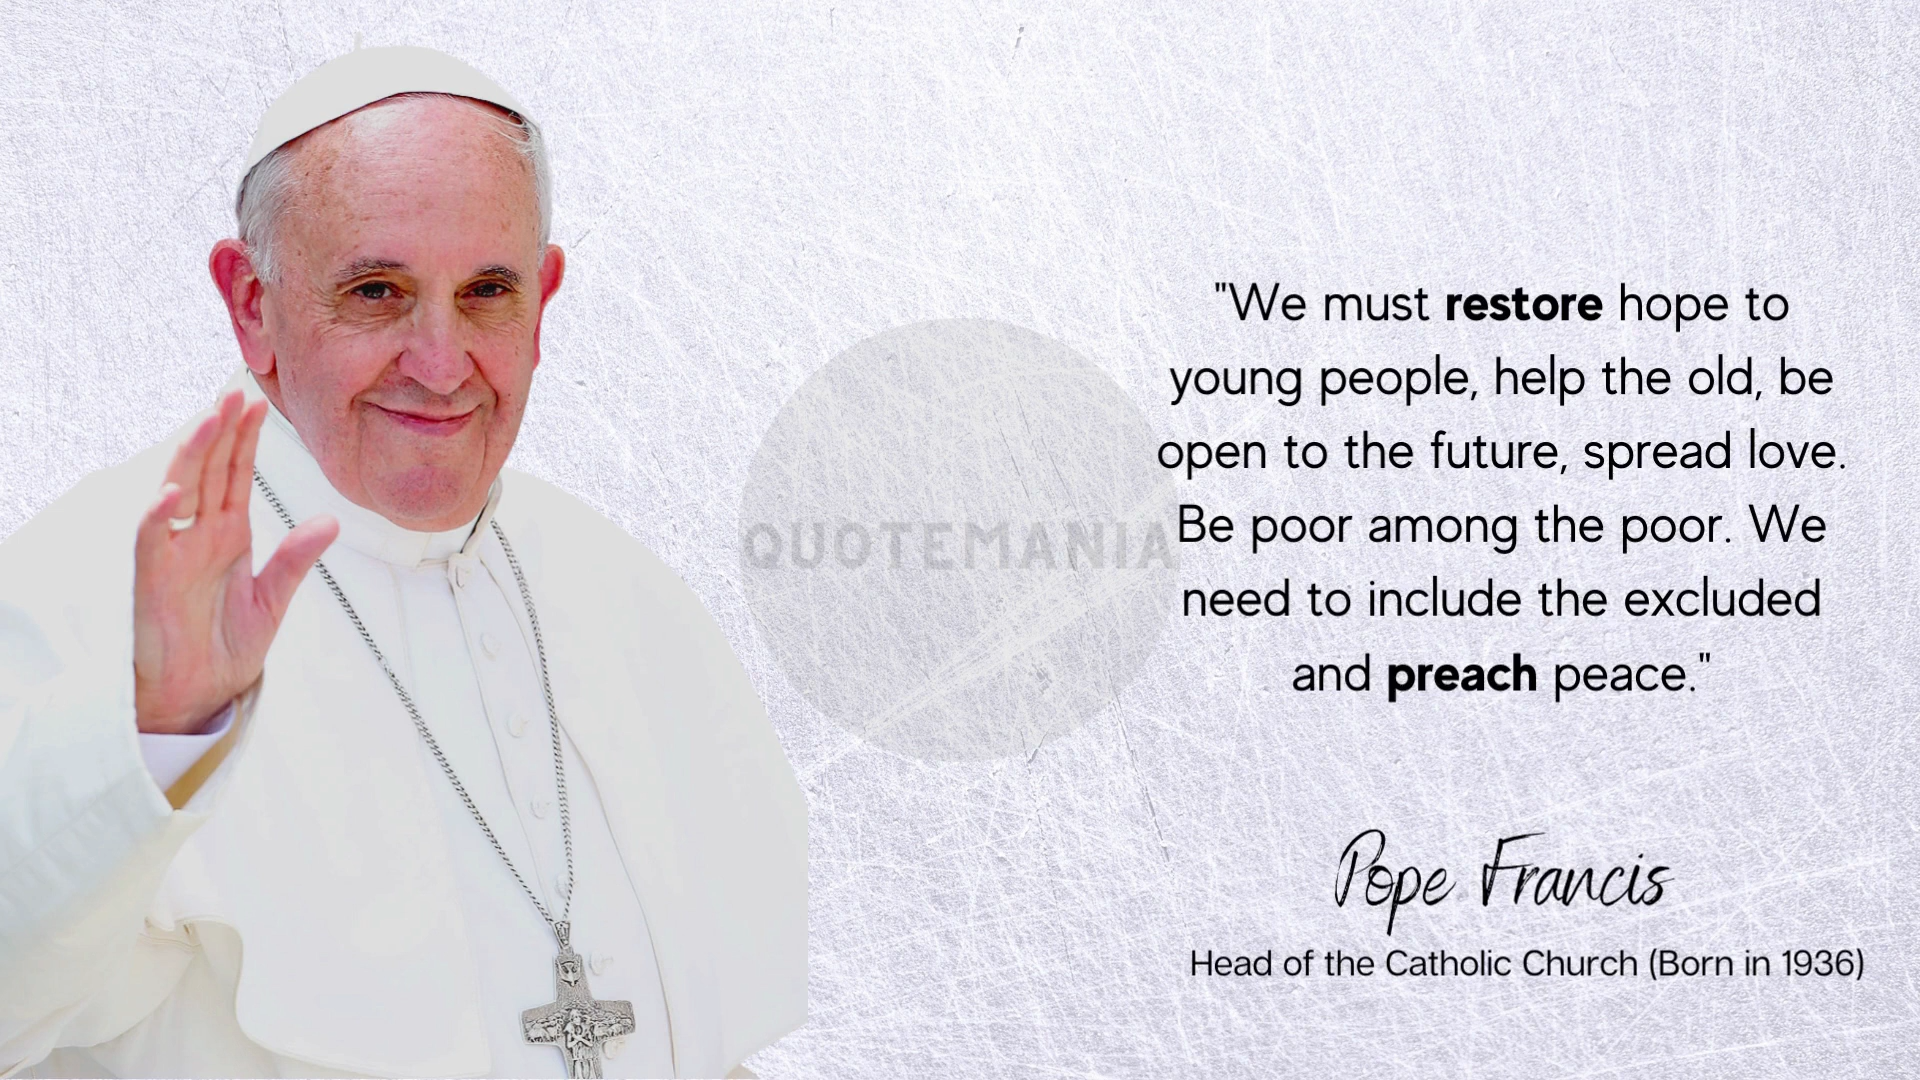 "We must restore hope to
young people, help the old, be
open to the future, spread love.
Be poor among the poor. We
need to include the excluded
and preach peace."
QUOTEMANIA
Pope Francis
Head of the Catholic Church (Born in 1936)